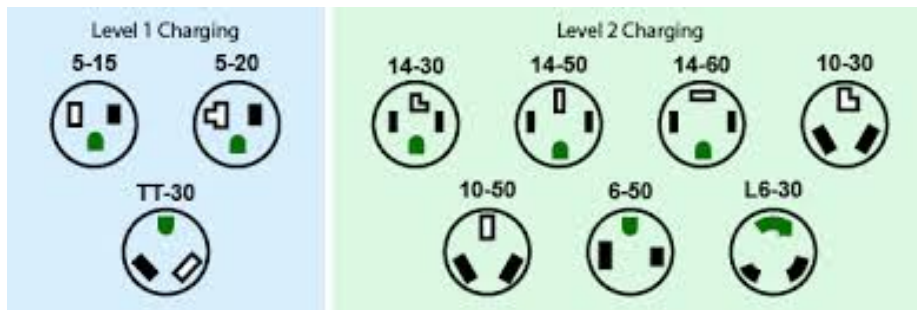 Level 1 Charging
5-15 5-20
TT-30
Level 2 Charging
14-30 14-50 14-60 10-30
10-50 6-50 L6-30